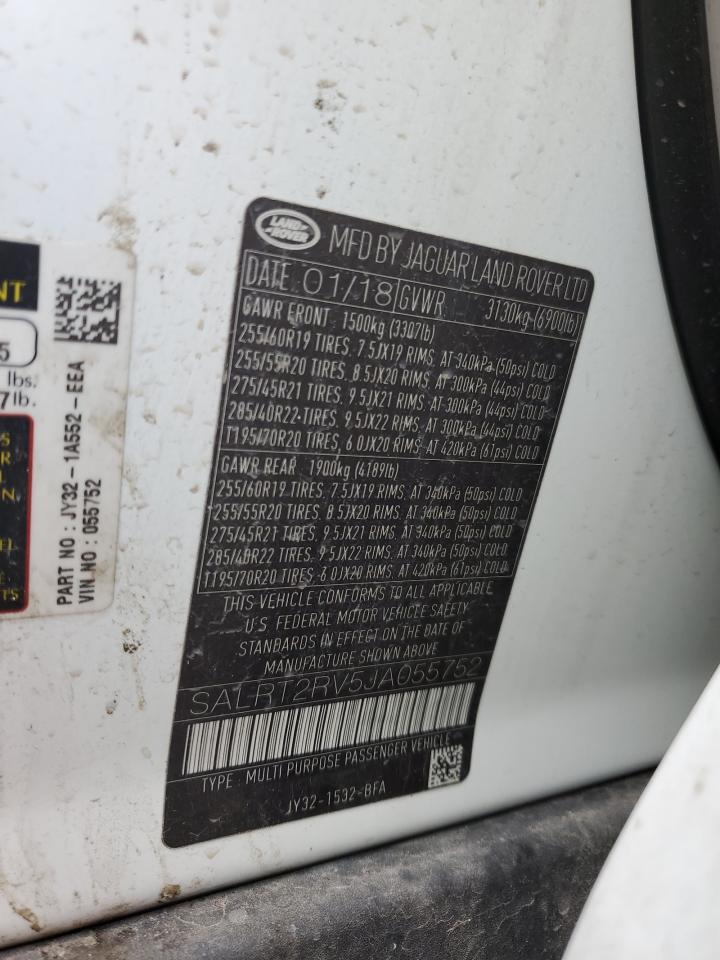 NT
5
lbs.
7lb.
S
R
L
N.
EL
E
TS
PART NO : JY32-1A552-EEA
VIN NO : 055752
LAND ROVER
MFD BY JAGUAR LAND ROVER LTD
DATE 01/18 GVWR 3130kg (6900lb)
GAWR FRONT 1500kg (3307lb)
255/60R19 TIRES, 7.5JX19 RIMS, AT 340kPa (50psi) COLD
255/55R20 TIRES, 8.5JX20 RIMS, AT 300kPa (44psi) COLD
275/45R21 TIRES, 9.5JX21 RIMS, AT 300kPa (44psi) COLD
285/40R22 TIRES, 9.5JX22 RIMS, AT 300kPa (44psi) COLD
T195/70R20 TIRES, 6.0JX20 RIMS, AT 420kPa (61psi) COLD
GAWR REAR 1900kg (4189lb)
255/60R19 TIRES, 7.5JX19 RIMS, AT 340kPa (50psi) COLD
255/55R20 TIRES, 8.5JX20 RIMS, AT 340kPa (50psi) COLD
275/45R21 TIRES, 9.5JX21 RIMS, AT 340kPa (50psi) COLD
285/40R22 TIRES, 9.5JX22 RIMS, AT 340kPa (50psi) COLD
T195/70R20 TIRES, 6.0JX20 RIMS, AT 420kPa (61psi) COLD
THIS VEHICLE CONFORMS TO ALL APPLICABLE
U.S. FEDERAL MOTOR VEHICLE SAFETY
STANDARDS IN EFFECT ON THE DATE OF
MANUFACTURE SHOWN ABOVE
SALRT2RV5JA055752
TYPE : MULTI PURPOSE PASSENGER VEHICLE
JY32-1532-BFA